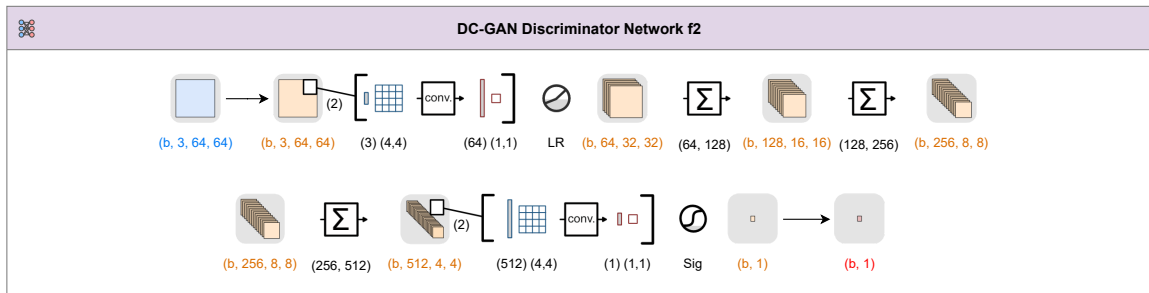 DC-GAN Discriminator Network f2
(2) conv.
(b, 3, 64, 64) (b, 3, 64, 64) (3) (4,4) (64) (1,1) LR (b, 64, 32, 32) Σ (64, 128) (b, 128, 16, 16) Σ (128, 256) (b, 256, 8, 8)
(2) conv.
(b, 256, 8, 8) Σ (256, 512) (b, 512, 4, 4) (512) (4,4) (1) (1,1) Sig (b, 1) (b, 1)